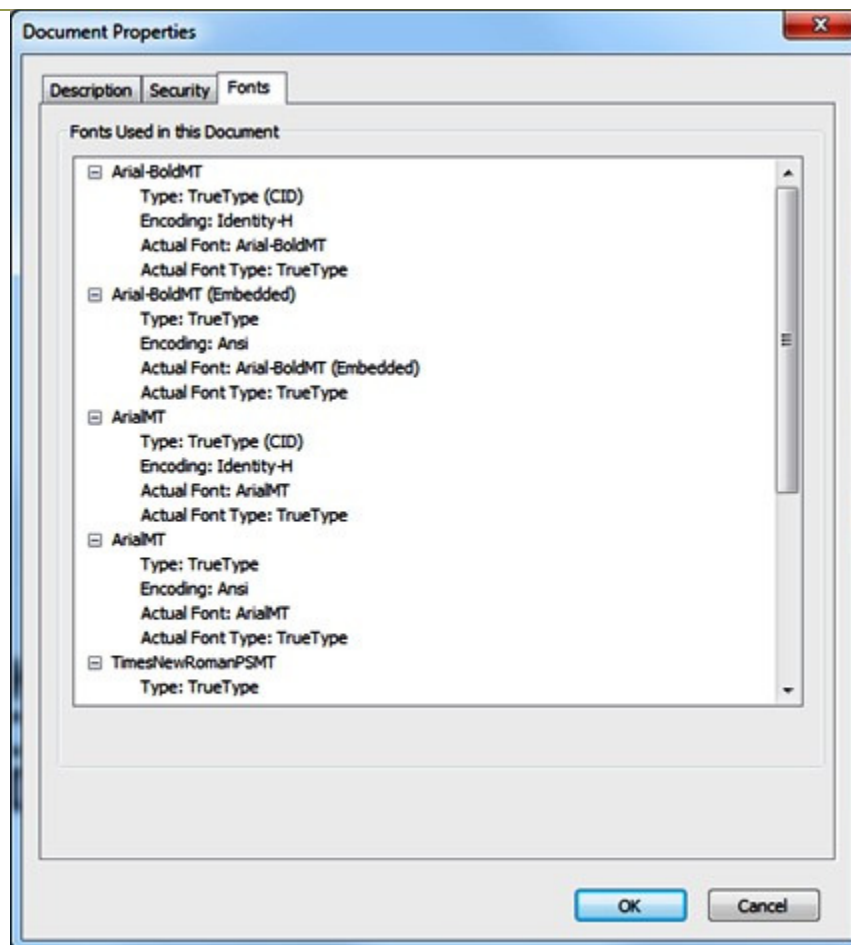 Document Properties
Description Security Fonts
Fonts Used in this Document
Arial-BoldMT
Type: TrueType (CID)
Encoding: Identity-H
Actual Font: Arial-BoldMT
Actual Font Type: TrueType
Arial-BoldMT (Embedded)
Type: TrueType
Encoding: Ansi
Actual Font: Arial-BoldMT (Embedded)
Actual Font Type: TrueType
ArialMT
Type: TrueType (CID)
Encoding: Identity-H
Actual Font: ArialMT
Actual Font Type: TrueType
ArialMT
Type: TrueType
Encoding: Ansi
Actual Font: ArialMT
Actual Font Type: TrueType
TimesNewRomanPSMT
Type: TrueType
OK Cancel